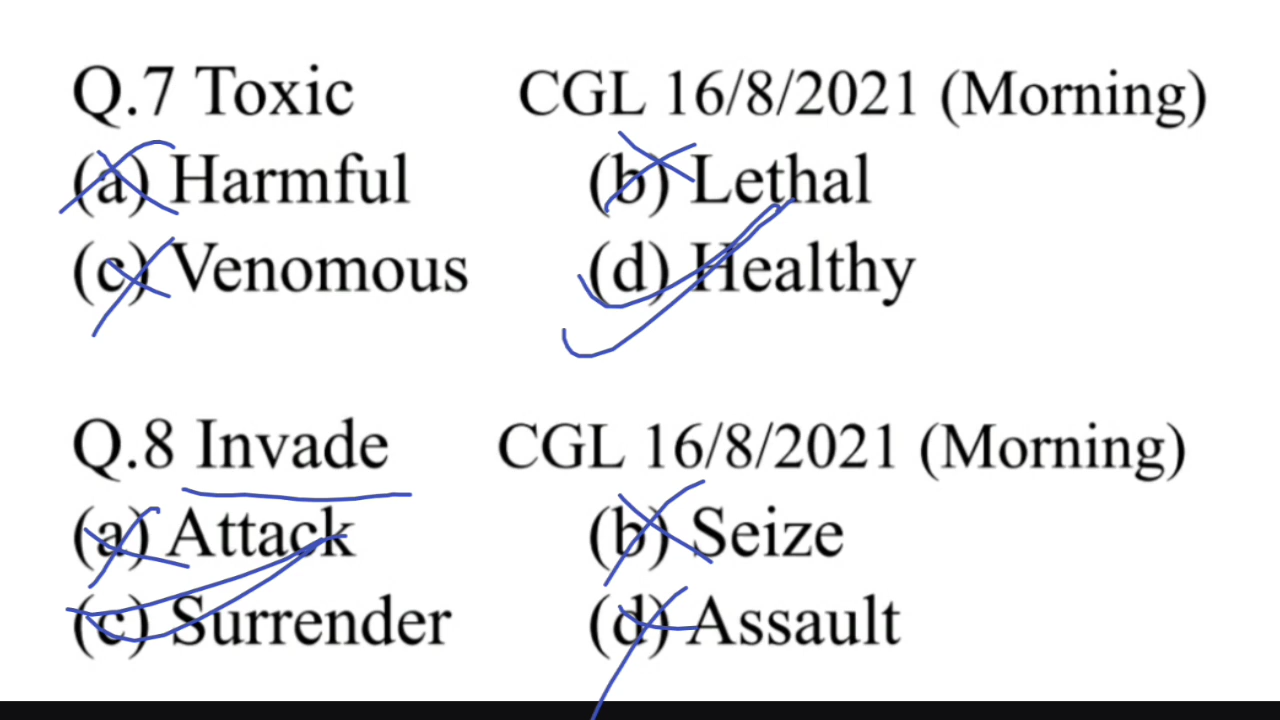 Q.7 Toxic CGL 16/8/2021 (Morning)
(a) Harmful (b) Lethal
(c) Venomous (d) Healthy
Q.8 Invade CGL 16/8/2021 (Morning)
(a) Attack (b) Seize
(c) Surrender (d) Assault